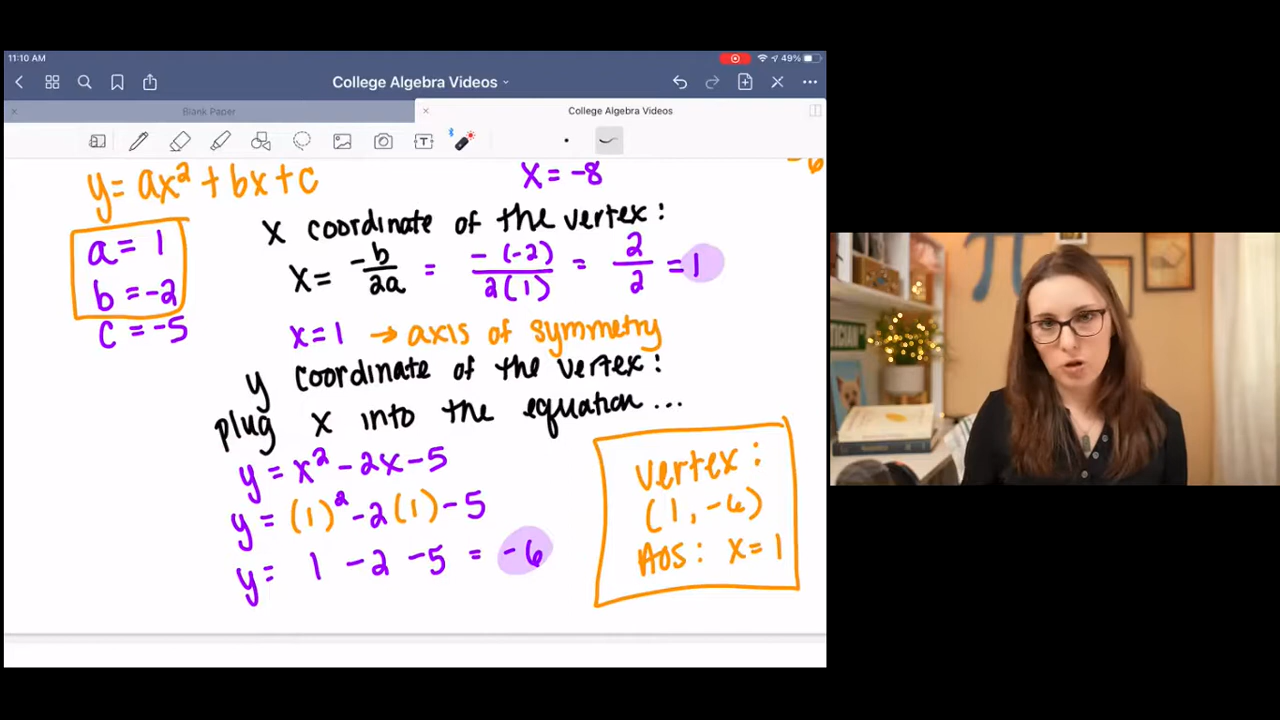 11:10 AM
49%
College Algebra Videos
Blank Paper
College Algebra Videos
y = ax² + bx + c
x = -8
a = 1
b = -2
c = -5
x coordinate of the vertex:
x = -b/2a = -(-2)/2(1) = 2/2 = 1
x = 1 → axis of symmetry
y coordinate of the vertex:
plug x into the equation...
y = x² - 2x - 5
y = (1)² - 2(1) - 5
y = 1 - 2 - 5 = -6
vertex:
(1, -6)
AOS: x = 1